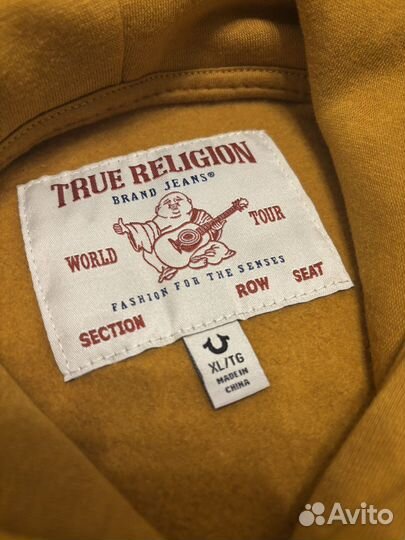 TRUE RELIGION
BRAND JEANS®
WORLD TOUR
FASHION FOR THE SENSES
SECTION ROW SEAT
XL/TG
MADE IN
CHINA
Avito